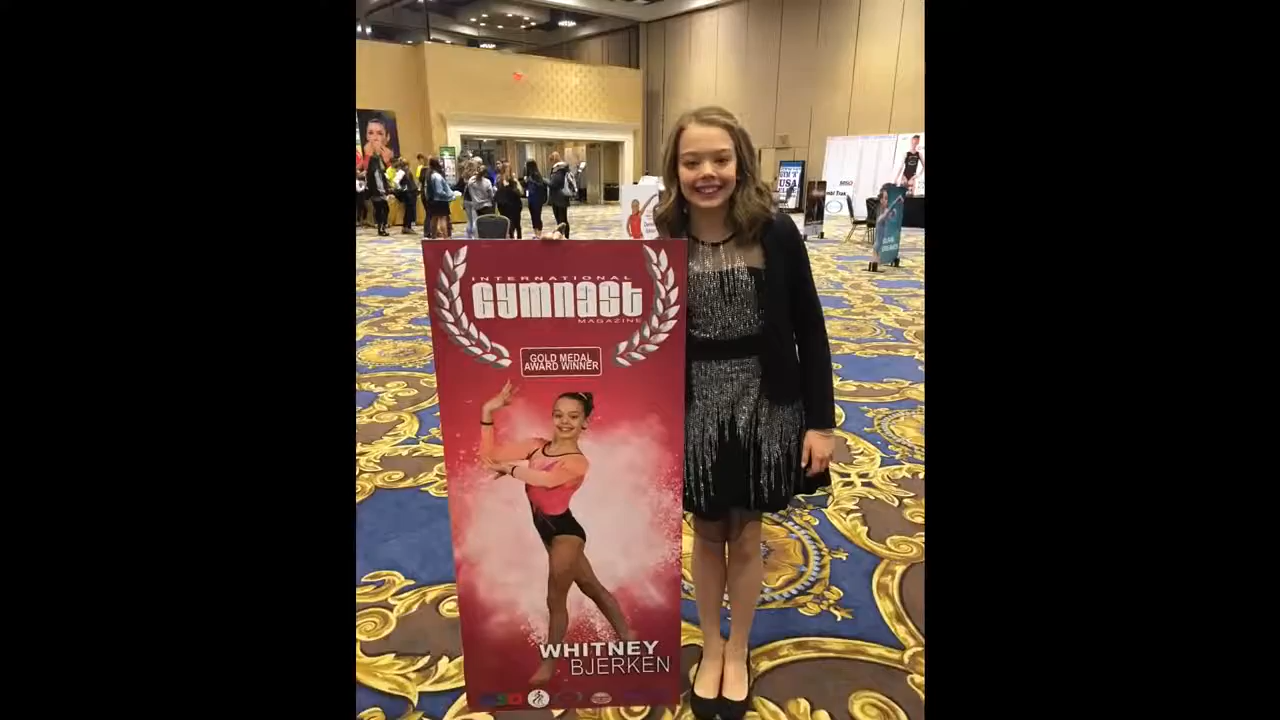 INTERNATIONAL
GYMNAST
MAGAZINE
GOLD MEDAL
AWARD WINNER
WHITNEY
BJERKEN
USA